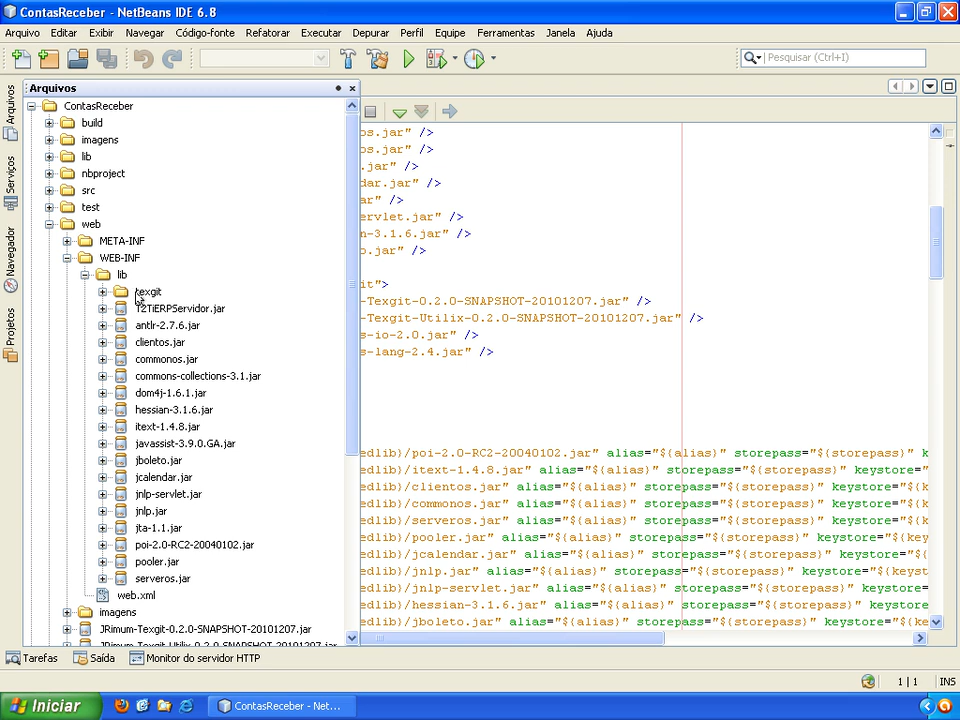 ContasReceber - NetBeans IDE 6.8
Arquivo Editar Exibir Navegar Código-fonte Refatorar Executar Depurar Perfil Equipe Ferramentas Janela Ajuda
Pesquisar (Ctrl+I)
Arquivos
Arquivos
Serviços
Navegador
Projetos
ContasReceber
build
imagens
lib
nbproject
src
test
web
META-INF
WEB-INF
lib
texgit
T2TiERPServidor.jar
antlr-2.7.6.jar
clientos.jar
commonos.jar
commons-collections-3.1.jar
dom4j-1.6.1.jar
hessian-3.1.6.jar
itext-1.4.8.jar
javassist-3.9.0.GA.jar
jboleto.jar
jcalendar.jar
jnlp-servlet.jar
jnlp.jar
jta-1.1.jar
poi-2.0-RC2-20040102.jar
pooler.jar
serveros.jar
web.xml
imagens
JRimum-Texgit-0.2.0-SNAPSHOT-20101207.jar
JRimum-Texgit-Utilix-0.2.0-SNAPSHOT-20101207.jar
os.jar" />
os.jar" />
.jar" />
dar.jar" />
ar" />
ervlet.jar" />
n-3.1.6.jar" />
o.jar" />
it">
-Texgit-0.2.0-SNAPSHOT-20101207.jar" />
-Texgit-Utilix-0.2.0-SNAPSHOT-20101207.jar" />
s-io-2.0.jar" />
s-lang-2.4.jar" />
edlib}/poi-2.0-RC2-20040102.jar" alias="${alias}" storepass="${storepass}" k
edlib}/itext-1.4.8.jar" alias="${alias}" storepass="${storepass}" keystore="
edlib}/clientos.jar" alias="${alias}" storepass="${storepass}" keystore="${k
edlib}/commonos.jar" alias="${alias}" storepass="${storepass}" keystore="${k
edlib}/serveros.jar" alias="${alias}" storepass="${storepass}" keystore="${k
edlib}/pooler.jar" alias="${alias}" storepass="${storepass}" keystore="${key
edlib}/jcalendar.jar" alias="${alias}" storepass="${storepass}" keystore="${
edlib}/jnlp.jar" alias="${alias}" storepass="${storepass}" keystore="${keyst
edlib}/jnlp-servlet.jar" alias="${alias}" storepass="${storepass}" keystore=
edlib}/hessian-3.1.6.jar" alias="${alias}" storepass="${storepass}" keystore
edlib}/jboleto.jar" alias="${alias}" storepass="${storepass}" keystore="${ke
Tarefas Saída Monitor do servidor HTTP
1 | 1 INS
Iniciar ContasReceber - Net...